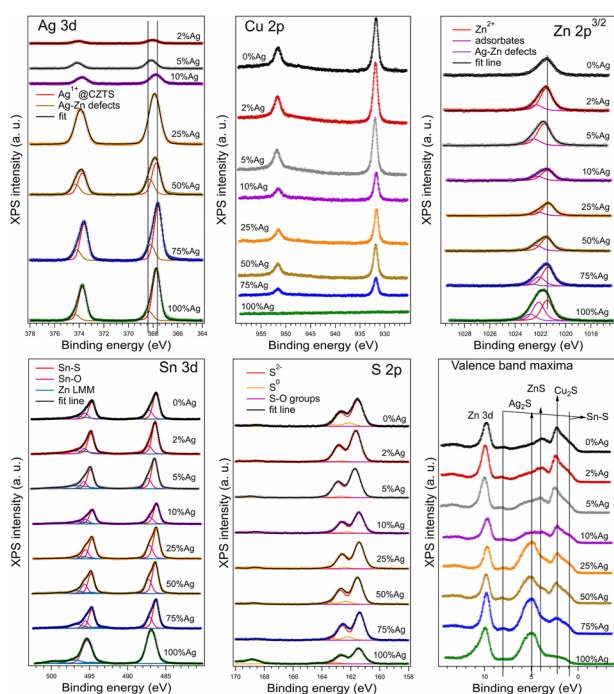 Ag 3d
2%Ag
5%Ag
10%Ag
Ag¹⁺@CZTS
Ag-Zn defects
fit
25%Ag
50%Ag
75%Ag
100%Ag
XPS intensity (a. u.)
378 376 374 372 370 368 366 364
Binding energy (eV)
Cu 2p
0%Ag
2%Ag
5%Ag
10%Ag
25%Ag
50%Ag
75%Ag
100%Ag
XPS intensity (a. u.)
950 945 940 935 930
Binding energy (eV)
Zn 2p³/²
Zn²⁺
adsorbates
Ag-Zn defects
fit line
0%Ag
2%Ag
5%Ag
10%Ag
25%Ag
50%Ag
75%Ag
100%Ag
XPS intensity (a. u.)
1028 1026 1024 1022 1020 1018
Binding energy (eV)
Sn 3d
Sn-S
Sn-O
Zn LMM
fit line
0%Ag
2%Ag
5%Ag
10%Ag
25%Ag
50%Ag
75%Ag
100%Ag
XPS intensity (a. u.)
500 495 490 485
Binding energy (eV)
S 2p
S²⁻
S⁰
S-O groups
fit line
0%Ag
2%Ag
5%Ag
10%Ag
25%Ag
50%Ag
75%Ag
100%Ag
XPS intensity (a. u.)
170 168 166 164 162 160 158
Binding energy (eV)
Valence band maxima
Zn 3d
Ag₂S
ZnS
Cu₂S
Sn-S
0%Ag
2%Ag
5%Ag
10%Ag
25%Ag
50%Ag
75%Ag
100%Ag
XPS intensity (a. u.)
10 5 0
Binding energy (eV)